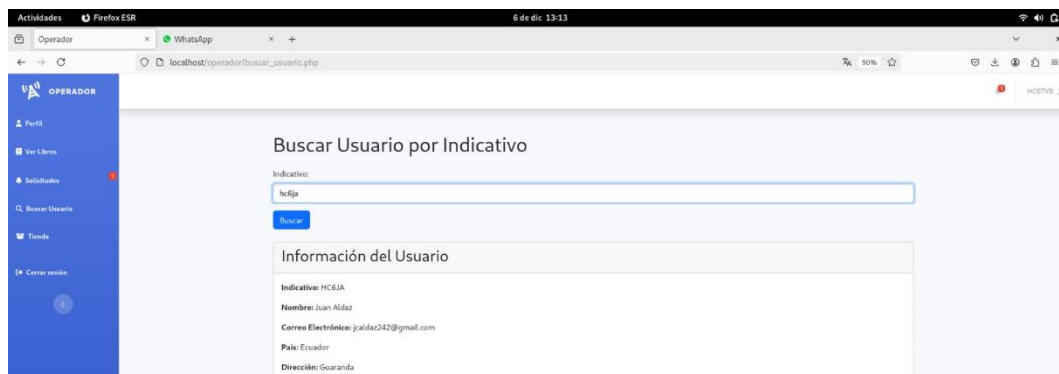 Actividades Firefox ESR 6 de dic 13:13
Operador × WhatsApp × +
localhost/operador/buscar_usuario.php 90%
OPERADOR HC6TVB
Perfil
Ver Libros
Solicitudes
Buscar Usuario
Tienda
Cerrar sesión
Buscar Usuario por Indicativo
Indicativo:
hc6ja
Buscar
Información del Usuario
Indicativo: HC6JA
Nombre: Juan Aldaz
Correo Electrónico: jcaldaz242@gmail.com
País: Ecuador
Dirección: Guaranda